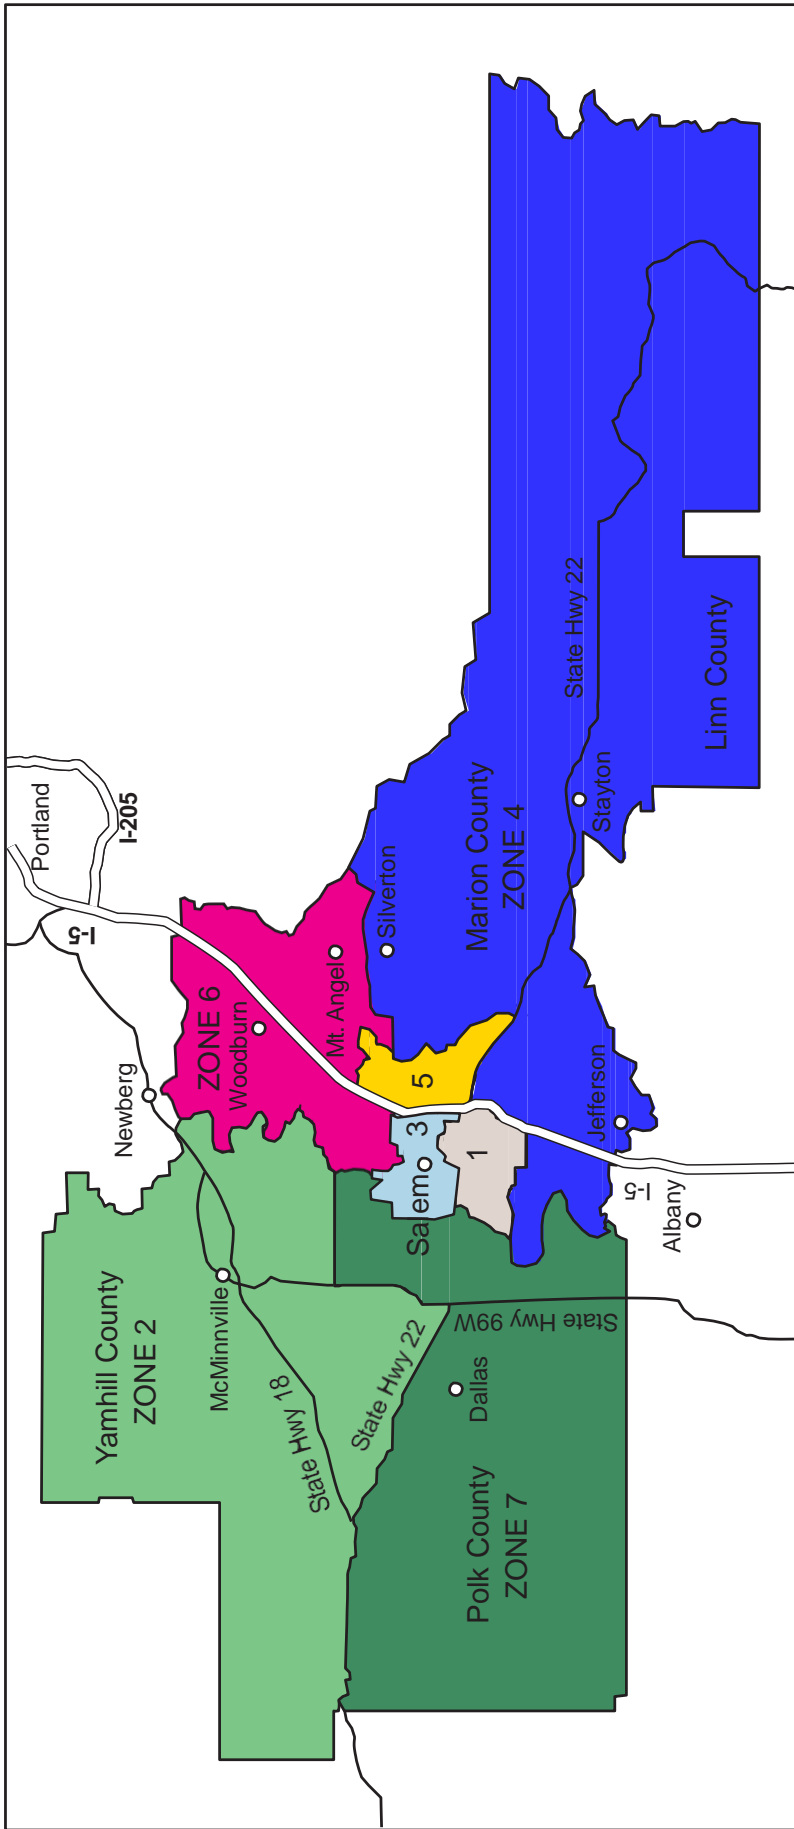 Portland
I-205
I-5
Newberg
ZONE 6
Woodburn
Mt. Angel
Silverton
Yamhill County
ZONE 2
McMinnville
State Hwy 18
State Hwy 22
3
Salem
5
1
Marion County
ZONE 4
State Hwy 22
Stayton
Linn County
Jefferson
I-5
Albany
State Hwy 99W
Dallas
Polk County
ZONE 7